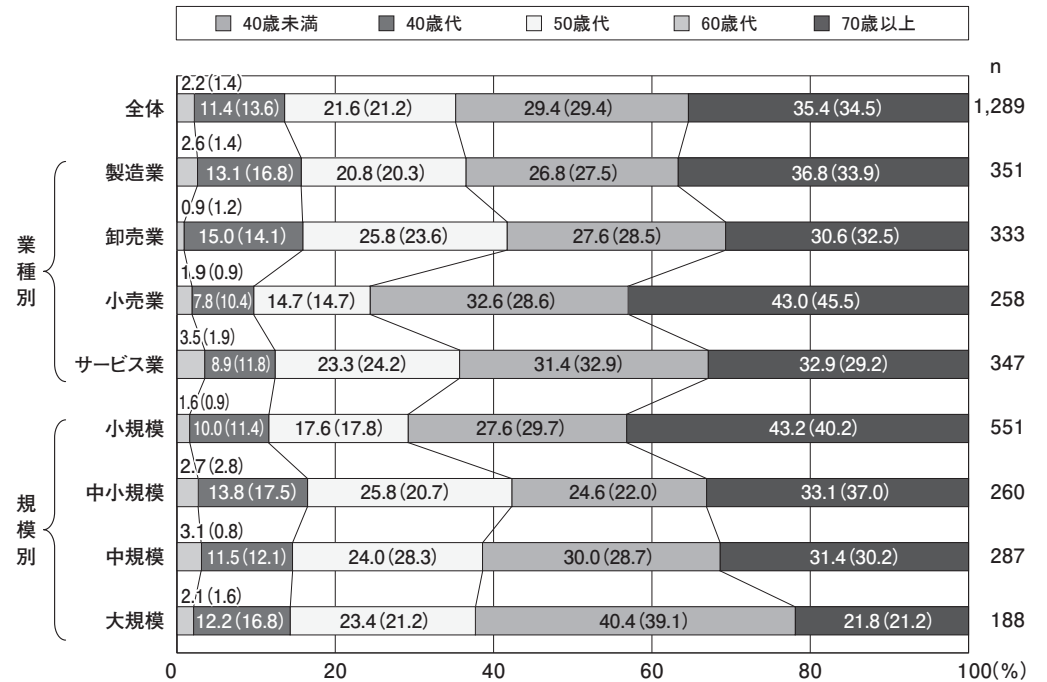 40歳未満 40歳代 50歳代 60歳代 70歳以上
n
2.2(1.4)
全体 11.4(13.6) 21.6(21.2) 29.4(29.4) 35.4(34.5) 1,289
2.6(1.4)
製造業 13.1(16.8) 20.8(20.3) 26.8(27.5) 36.8(33.9) 351
0.9(1.2)
卸売業 15.0(14.1) 25.8(23.6) 27.6(28.5) 30.6(32.5) 333
業種別
1.9(0.9)
小売業 7.8(10.4) 14.7(14.7) 32.6(28.6) 43.0(45.5) 258
3.5(1.9)
サービス業 8.9(11.8) 23.3(24.2) 31.4(32.9) 32.9(29.2) 347
1.6(0.9)
小規模 10.0(11.4) 17.6(17.8) 27.6(29.7) 43.2(40.2) 551
2.7(2.8)
中小規模 13.8(17.5) 25.8(20.7) 24.6(22.0) 33.1(37.0) 260
規模別
3.1(0.8)
中規模 11.5(12.1) 24.0(28.3) 30.0(28.7) 31.4(30.2) 287
2.1(1.6)
大規模 12.2(16.8) 23.4(21.2) 40.4(39.1) 21.8(21.2) 188
0 20 40 60 80 100(%)